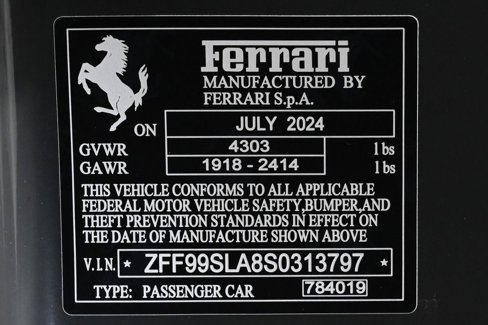 Ferrari
MANUFACTURED BY
FERRARI S.p.A.
ON JULY 2024
GVWR 4303 lbs
GAWR 1918 - 2414 lbs
THIS VEHICLE CONFORMS TO ALL APPLICABLE
FEDERAL MOTOR VEHICLE SAFETY,BUMPER,AND
THEFT PREVENTION STANDARDS IN EFFECT ON
THE DATE OF MANUFACTURE SHOWN ABOVE
V.I.N. * ZFF99SLA8S0313797 *
TYPE: PASSENGER CAR 784019